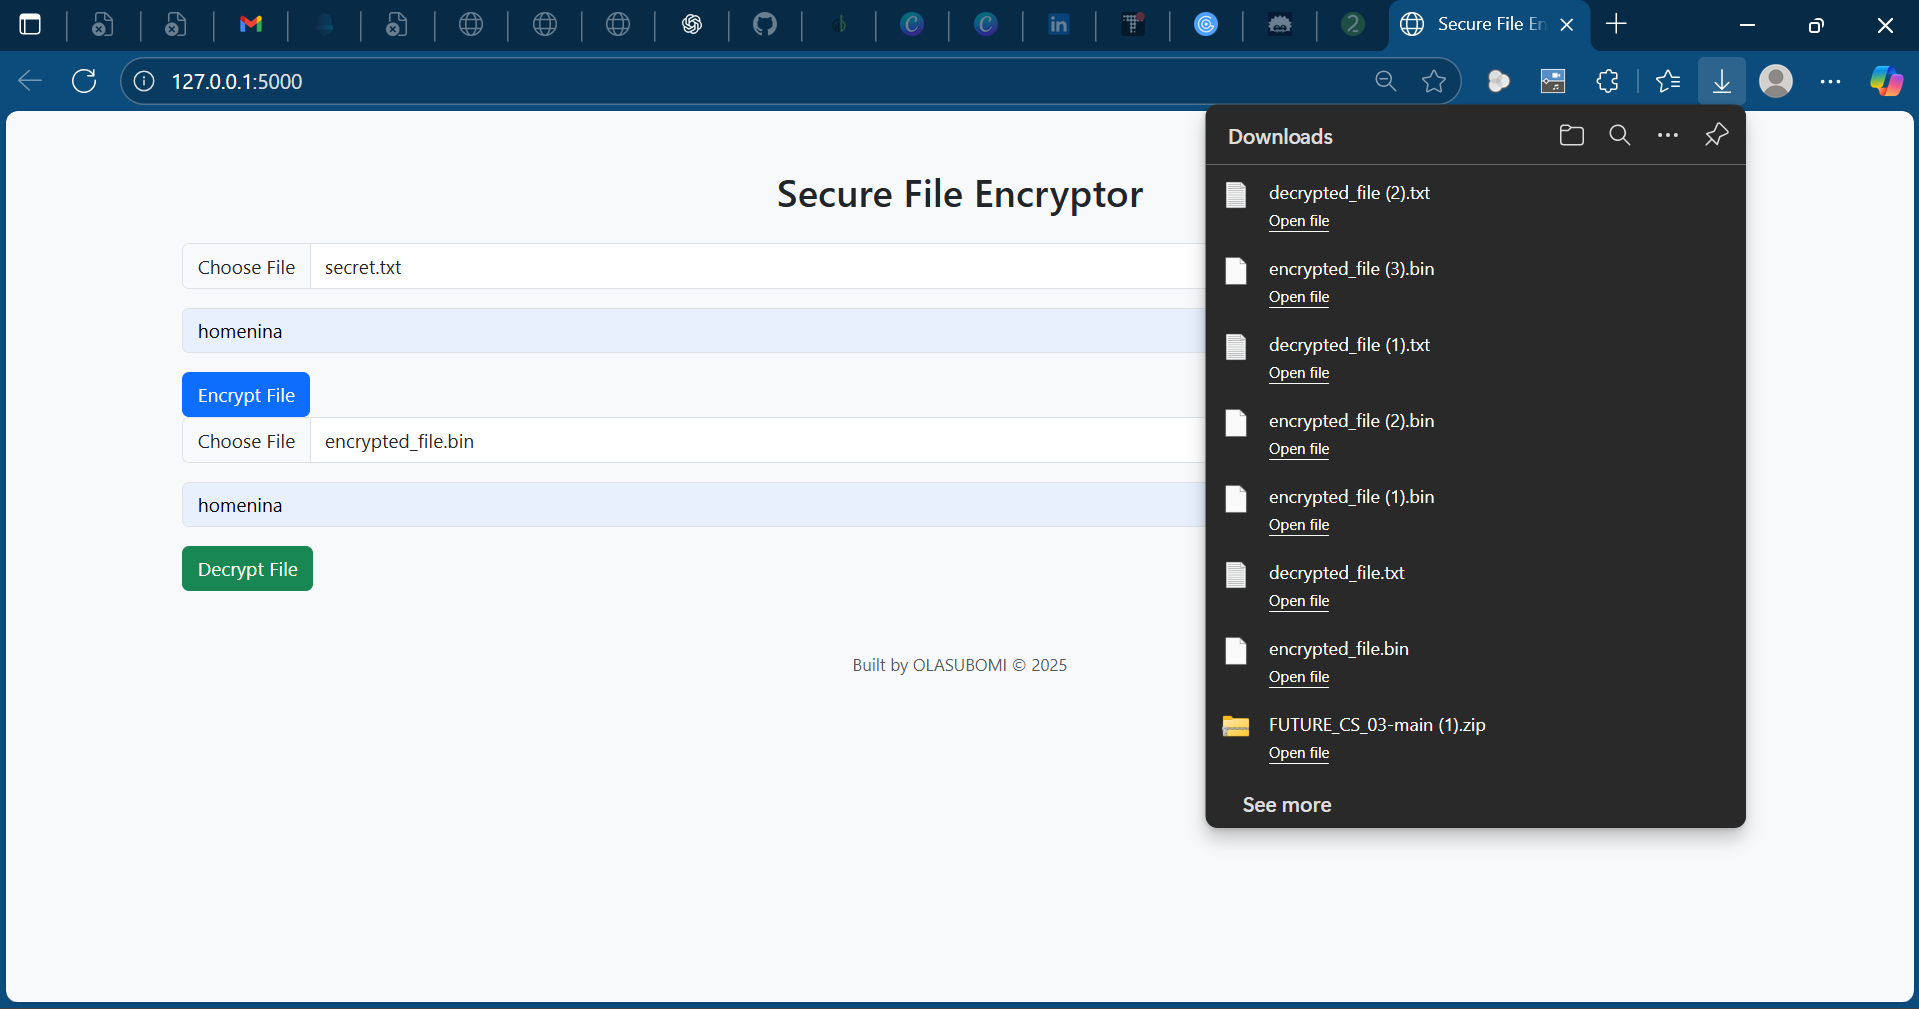 Secure File En
127.0.0.1:5000
Downloads
decrypted_file (2).txt
Open file
encrypted_file (3).bin
Open file
decrypted_file (1).txt
Open file
encrypted_file (2).bin
Open file
encrypted_file (1).bin
Open file
decrypted_file.txt
Open file
encrypted_file.bin
Open file
FUTURE_CS_03-main (1).zip
Open file
See more
Secure File Encryptor
Choose File secret.txt
homenina
Encrypt File
Choose File encrypted_file.bin
homenina
Decrypt File
Built by OLASUBOMI © 2025